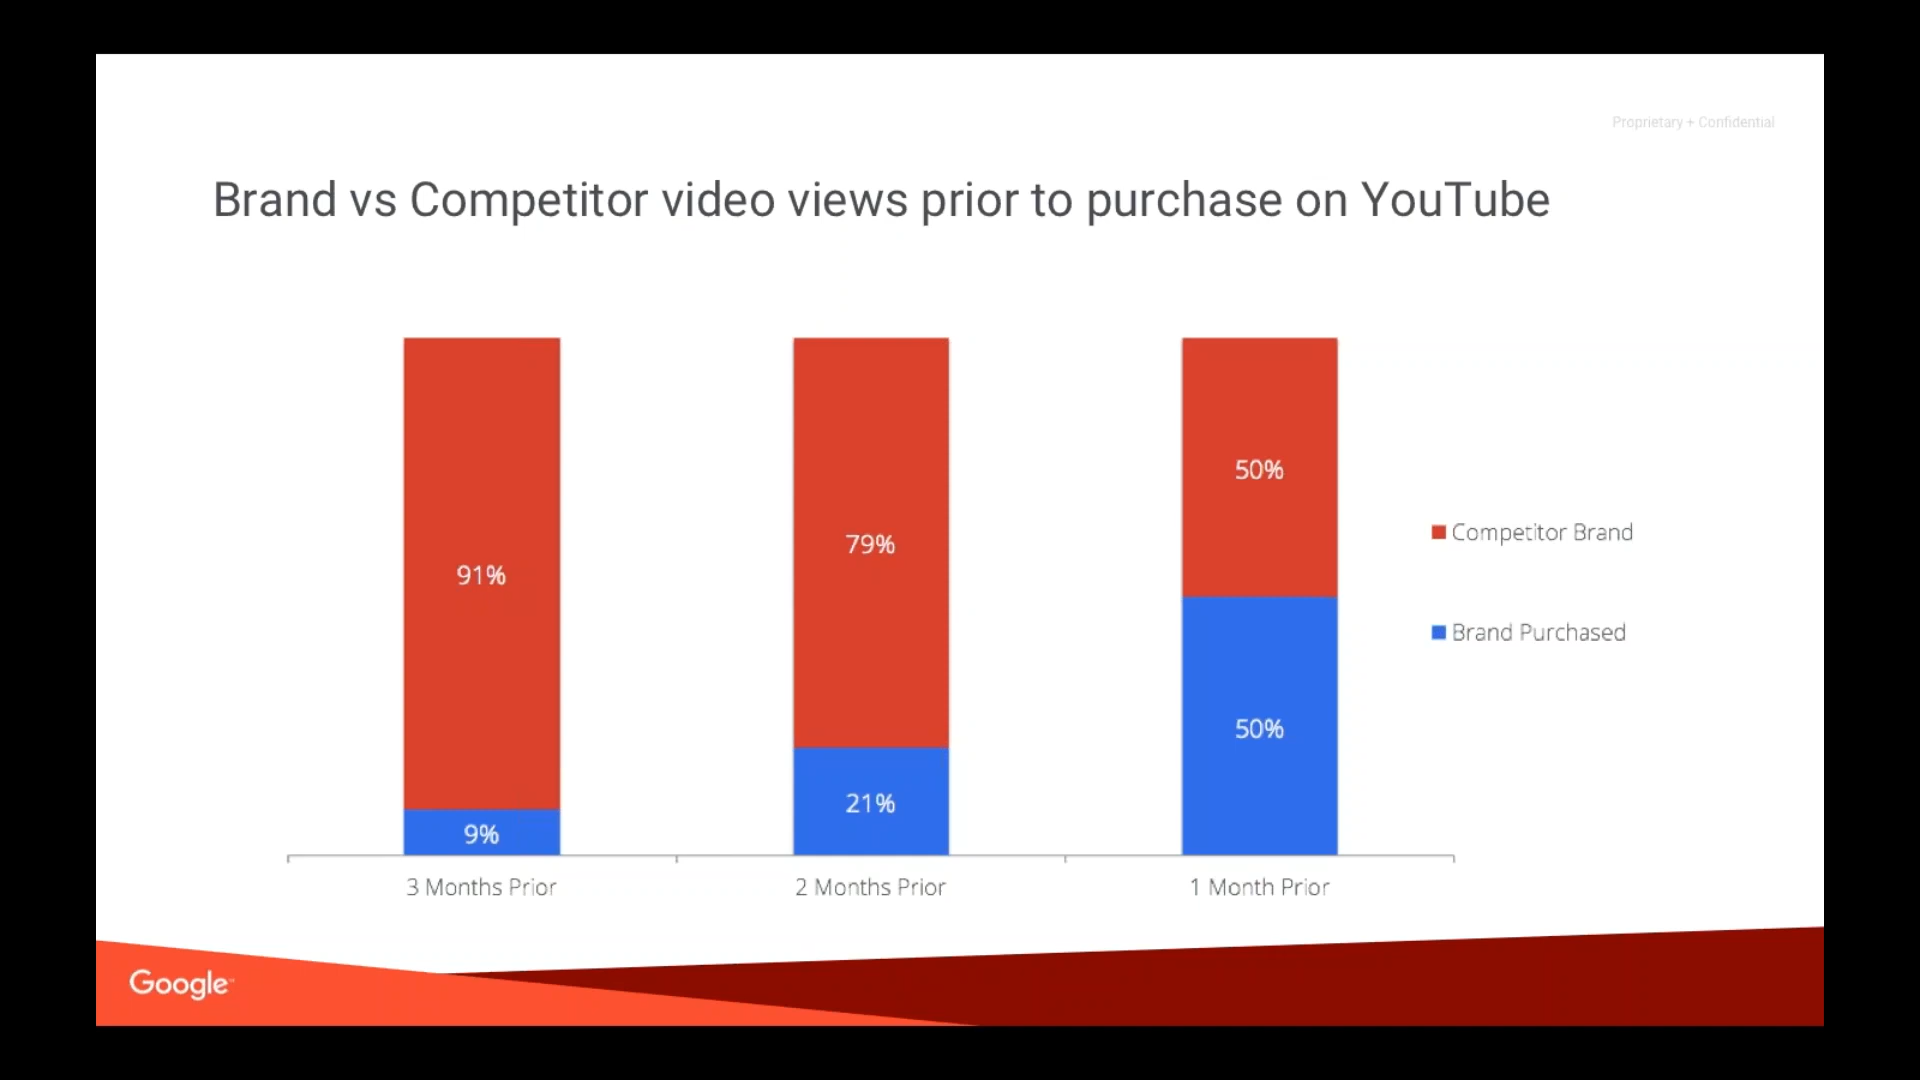 Proprietary + Confidential
Brand vs Competitor video views prior to purchase on YouTube
91%
9%
79%
21%
50%
50%
Competitor Brand
Brand Purchased
3 Months Prior
2 Months Prior
1 Month Prior
Google